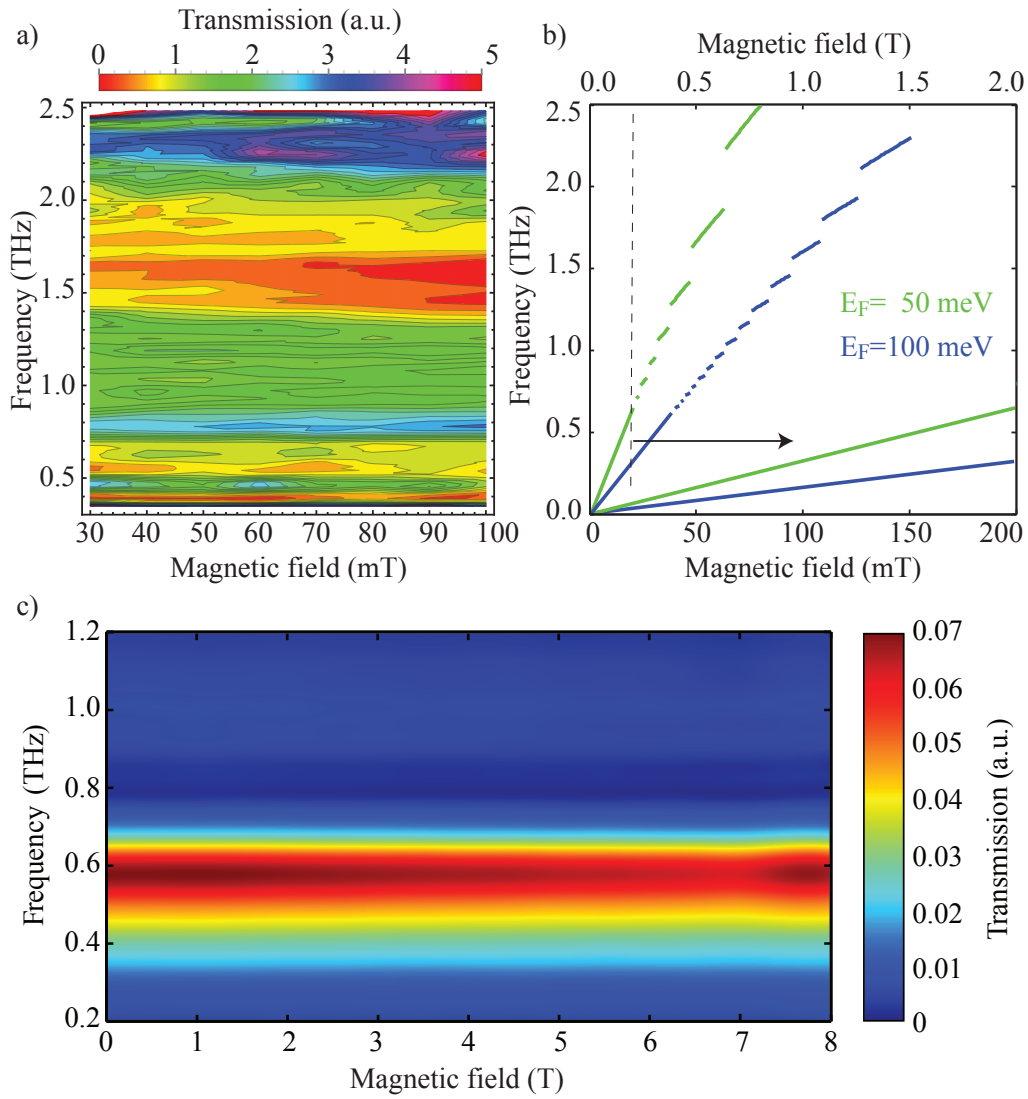 a)
Transmission (a.u.)
0 1 2 3 4 5
2.5
2.0
1.5
1.0
0.5
Frequency (THz)
30 40 50 60 70 80 90 100
Magnetic field (mT)
b)
Magnetic field (T)
0.0 0.5 1.0 1.5 2.0
2.5
2.0
1.5
1.0
0.5
0.0
Frequency (THz)
E_F= 50 meV
E_F=100 meV
0 50 100 150 200
Magnetic field (mT)
c)
1.2
1.0
0.8
0.6
0.4
0.2
Frequency (THz)
0 1 2 3 4 5 6 7 8
Magnetic field (T)
0.07
0.06
0.05
0.04
0.03
0.02
0.01
0
Transmission (a.u.)